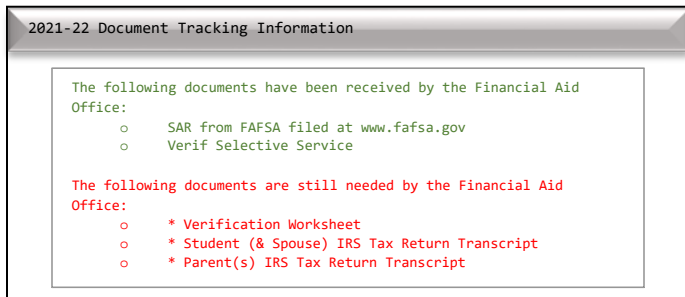 2021-22 Document Tracking Information
The following documents have been received by the Financial Aid
Office:
o SAR from FAFSA filed at www.fafsa.gov
o Verif Selective Service
The following documents are still needed by the Financial Aid
Office:
o * Verification Worksheet
o * Student (& Spouse) IRS Tax Return Transcript
o * Parent(s) IRS Tax Return Transcript